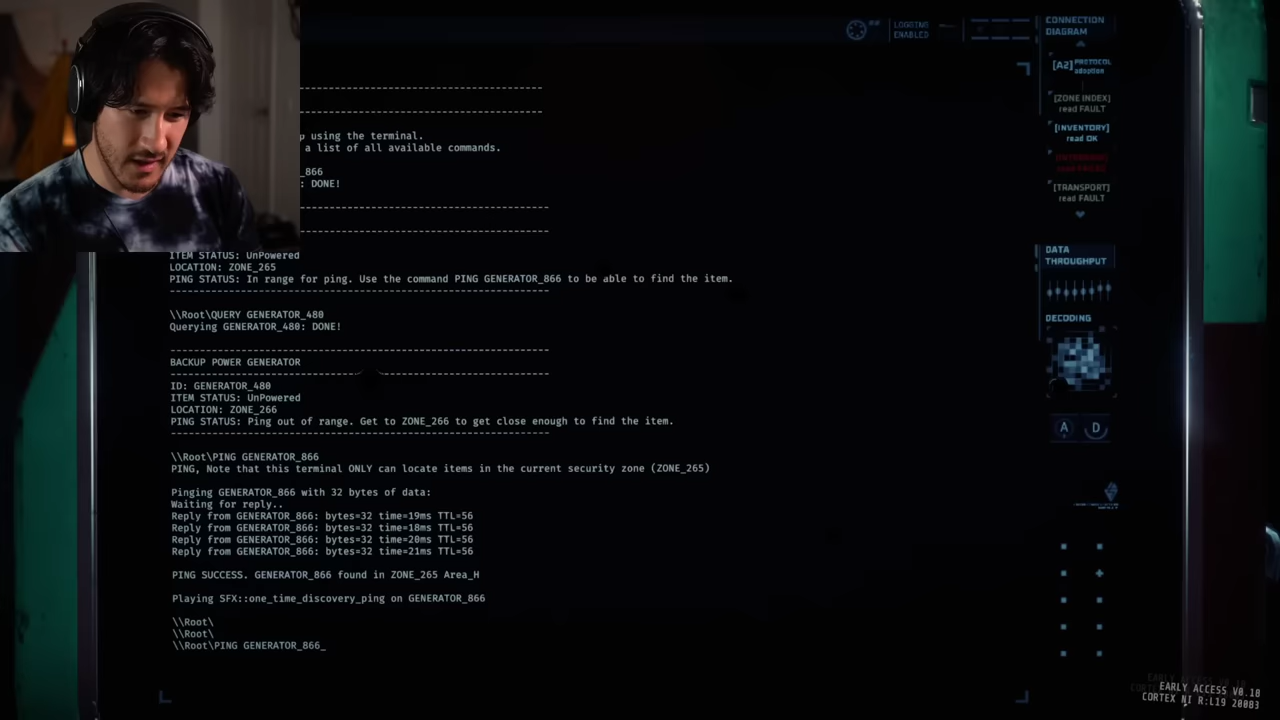 LOGGING
ENABLED
CONNECTION
DIAGRAM
[A2] PROTOCOL
adoption
[ZONE INDEX]
read FAULT
[INVENTORY]
read OK
[TRANSPORT]
read FAULT
DATA
THROUGHPUT
DECODING
A D
using the terminal.
a list of all available commands.
_866
: DONE!
ITEM STATUS: UnPowered
LOCATION: ZONE_265
PING STATUS: In range for ping. Use the command PING GENERATOR_866 to be able to find the item.
\\Root\QUERY GENERATOR_480
Querying GENERATOR_480: DONE!
BACKUP POWER GENERATOR
ID: GENERATOR_480
ITEM STATUS: UnPowered
LOCATION: ZONE_266
PING STATUS: Ping out of range. Get to ZONE_266 to get close enough to find the item.
\\Root\PING GENERATOR_866
PING, Note that this terminal ONLY can locate items in the current security zone (ZONE_265)
Pinging GENERATOR_866 with 32 bytes of data:
Waiting for reply..
Reply from GENERATOR_866: bytes=32 time=19ms TTL=56
Reply from GENERATOR_866: bytes=32 time=18ms TTL=56
Reply from GENERATOR_866: bytes=32 time=20ms TTL=56
Reply from GENERATOR_866: bytes=32 time=21ms TTL=56
PING SUCCESS. GENERATOR_866 found in ZONE_265 Area_H
Playing SFX::one_time_discovery_ping on GENERATOR_866
\\Root\
\\Root\
\\Root\PING GENERATOR_866_
EARLY ACCESS V0.18
CORTEX NI R:L19 20083